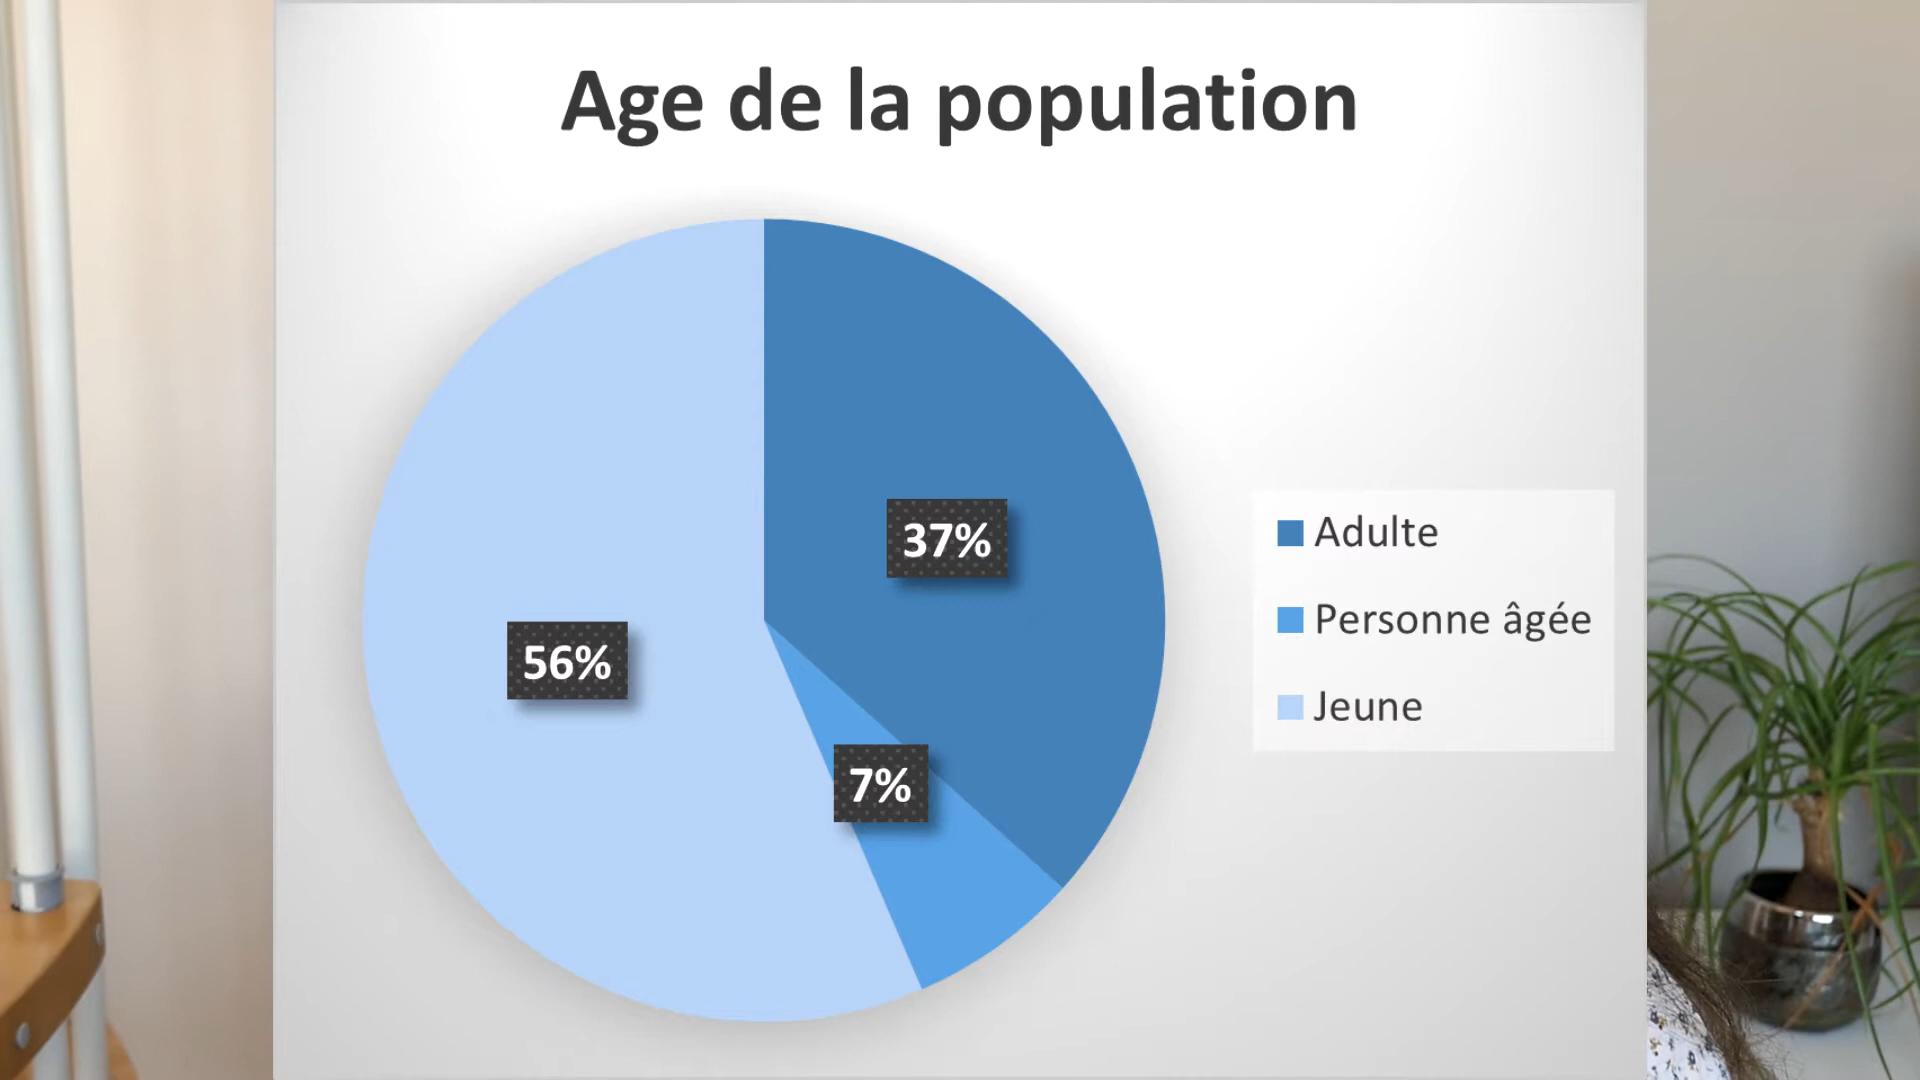 Age de la population
37%
56%
7%
Adulte
Personne âgée
Jeune